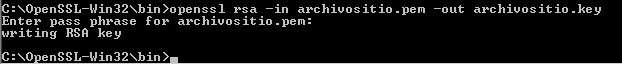 C:\OpenSSL-Win32\bin>openssl rsa -in archivositio.pem -out archivositio.key
Enter pass phrase for archivositio.pem:
writing RSA key
C:\OpenSSL-Win32\bin>_